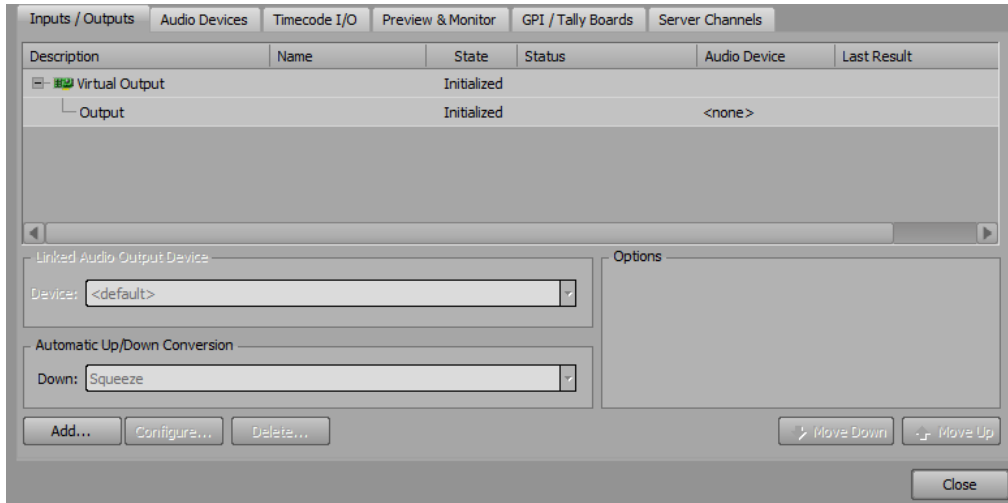 Inputs / Outputs Audio Devices Timecode I/O Preview & Monitor GPI / Tally Boards Server Channels
Description Name State Status Audio Device Last Result
Virtual Output Initialized
Output Initialized <none>
Linked Audio Output Device Options
Device: <default>
Automatic Up/Down Conversion
Down: Squeeze
Add... Configure... Delete... Move Down Move Up
Close